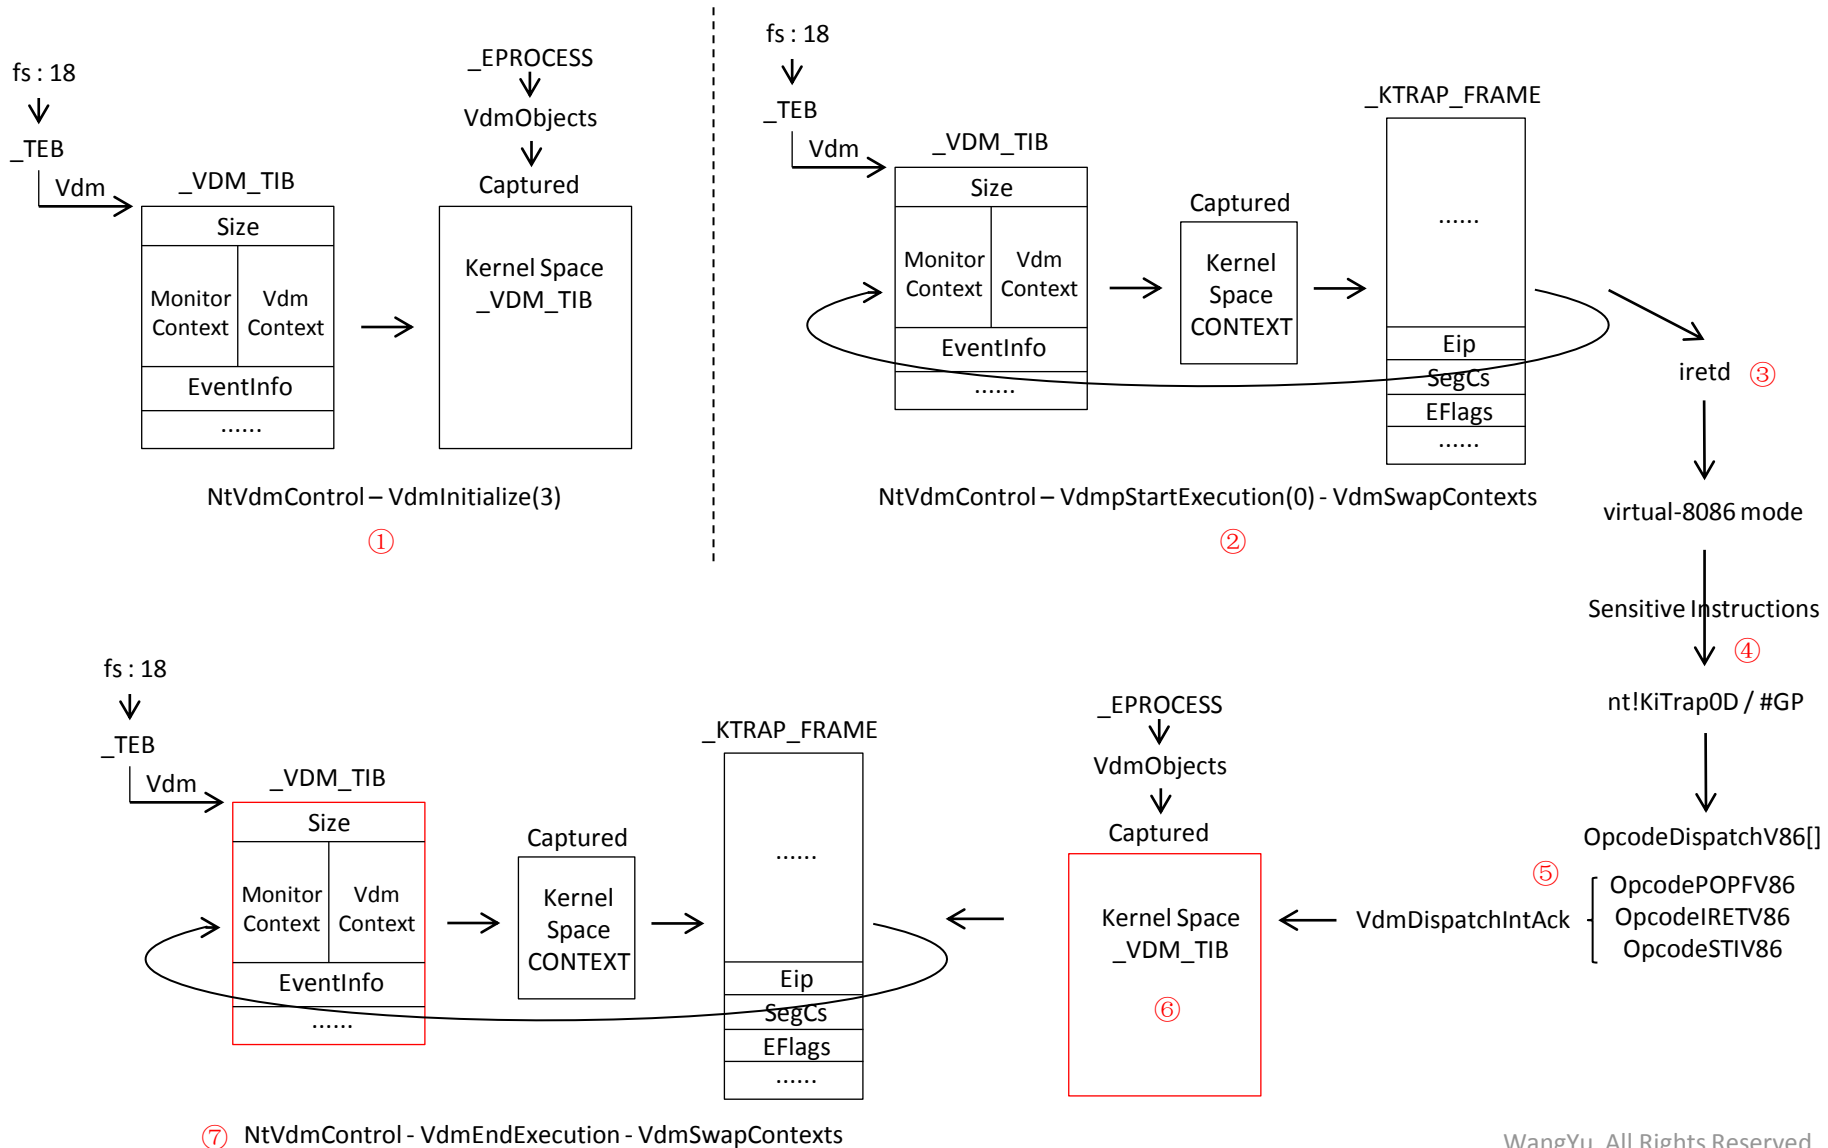 fs : 18
_TEB
Vdm
_VDM_TIB
Size
Monitor
Context
Vdm
Context
EventInfo
......
_EPROCESS
VdmObjects
Captured
Kernel Space
_VDM_TIB
NtVdmControl – VdmInitialize(3)
①
fs : 18
_TEB
Vdm
_VDM_TIB
Size
Monitor
Context
Vdm
Context
EventInfo
......
Captured
Kernel
Space
CONTEXT
_KTRAP_FRAME
......
Eip
SegCs
EFlags
......
NtVdmControl – VdmpStartExecution(0) - VdmSwapContexts
②
iretd ③
virtual-8086 mode
Sensitive Instructions
④
nt!KiTrap0D / #GP
OpcodeDispatchV86[]
⑤
OpcodePOPFV86
OpcodeIRETV86
OpcodeSTIV86
VdmDispatchIntAck
_EPROCESS
VdmObjects
Captured
Kernel Space
_VDM_TIB
⑥
fs : 18
_TEB
Vdm
_VDM_TIB
Size
Monitor
Context
Vdm
Context
EventInfo
......
Captured
Kernel
Space
CONTEXT
_KTRAP_FRAME
......
Eip
SegCs
EFlags
......
⑦ NtVdmControl - VdmEndExecution - VdmSwapContexts
WangYu, All Rights Reserved